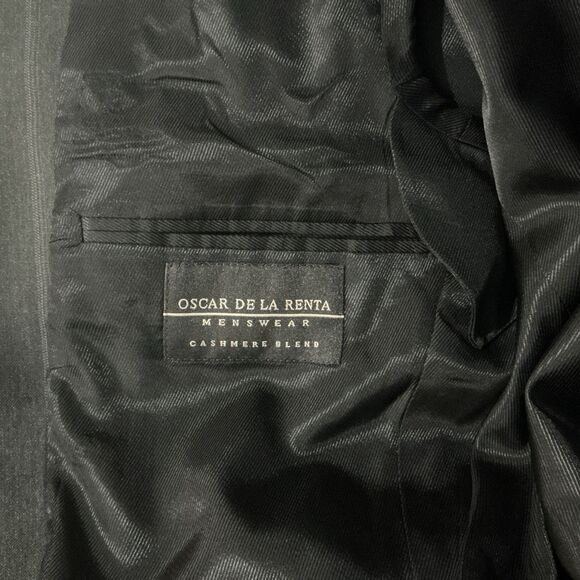 OSCAR DE LA RENTA
MENSWEAR
CASHMERE BLEND